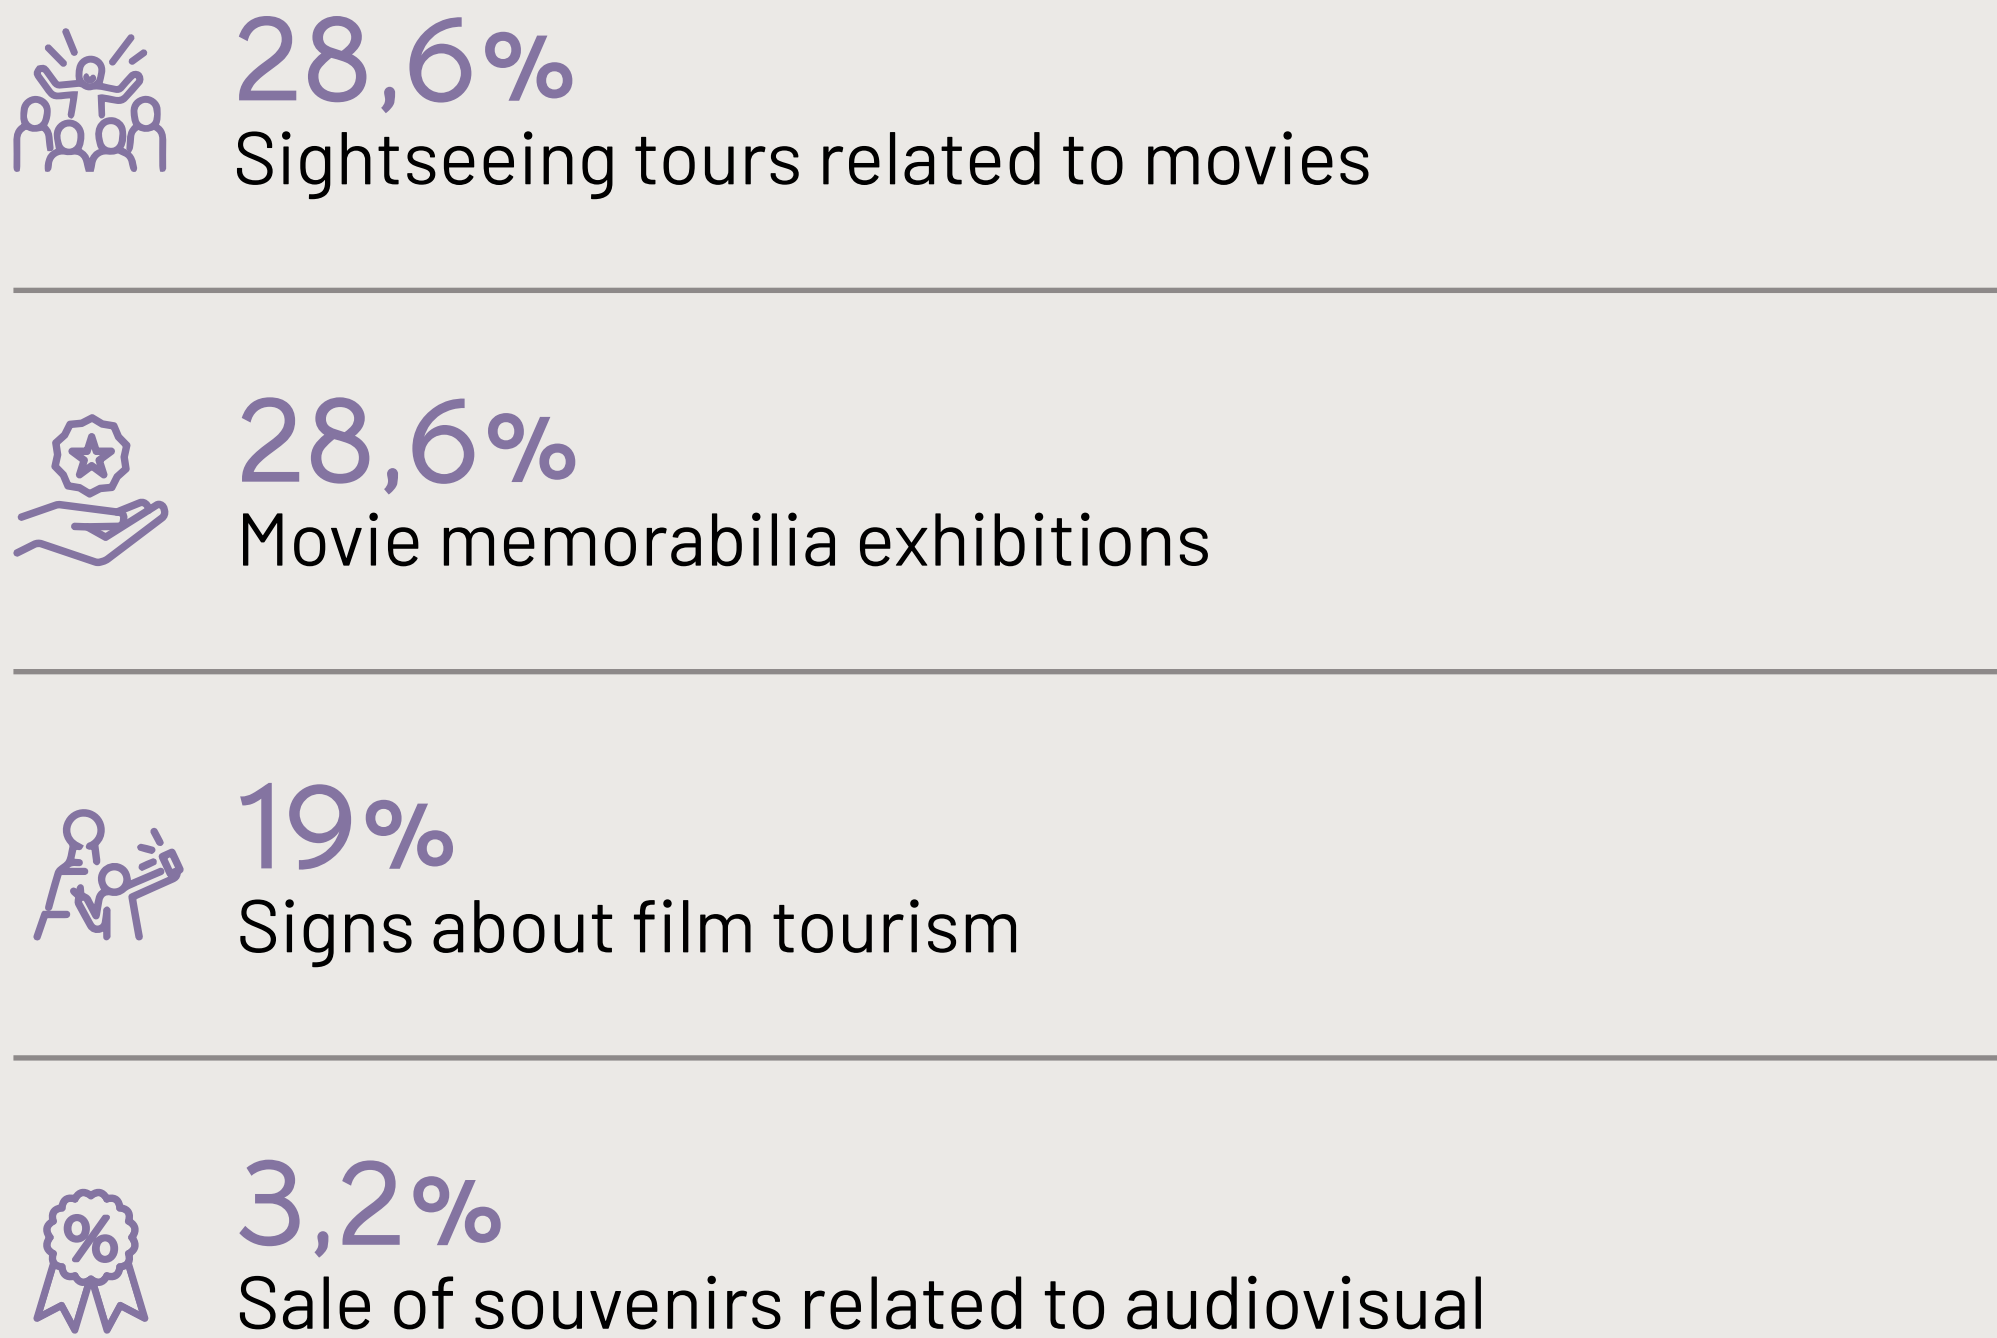 28,6%
Sightseeing tours related to movies
28,6%
Movie memorabilia exhibitions
19%
Signs about film tourism
%
3,2%
Sale of souvenirs related to audiovisual